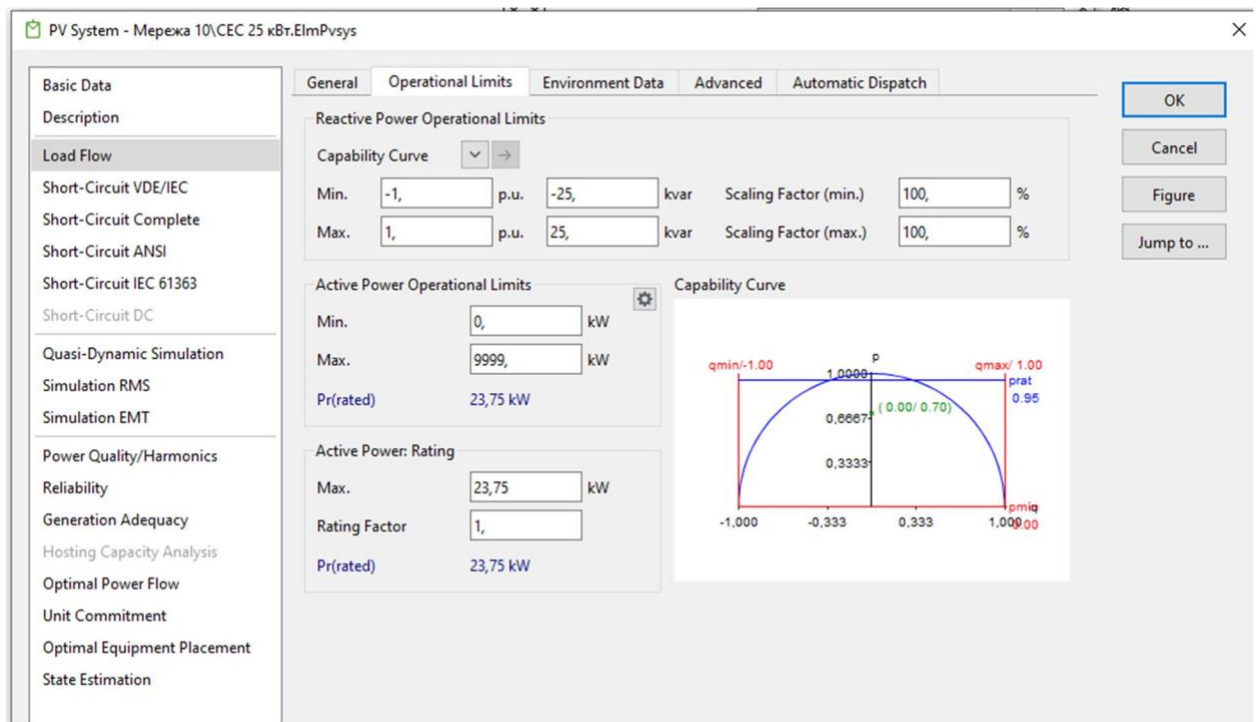 PV System - Мережа 10\СЕС 25 кВт.ElmPvsys
Basic Data
Description
Load Flow
Short-Circuit VDE/IEC
Short-Circuit Complete
Short-Circuit ANSI
Short-Circuit IEC 61363
Short-Circuit DC
Quasi-Dynamic Simulation
Simulation RMS
Simulation EMT
Power Quality/Harmonics
Reliability
Generation Adequacy
Hosting Capacity Analysis
Optimal Power Flow
Unit Commitment
Optimal Equipment Placement
State Estimation
General Operational Limits Environment Data Advanced Automatic Dispatch
Reactive Power Operational Limits
Capability Curve
Min. -1, p.u. -25, kvar Scaling Factor (min.) 100, %
Max. 1, p.u. 25, kvar Scaling Factor (max.) 100, %
Active Power Operational Limits
Min. 0, kW
Max. 9999, kW
Pr(rated) 23,75 kW
Active Power: Rating
Max. 23,75 kW
Rating Factor 1,
Pr(rated) 23,75 kW
Capability Curve
p
qmin/-1.00 1,0000 qmax/ 1.00
prat
0.95
0,6667 ( 0.00/ 0.70)
0,3333
-1,000 -0,333 0,333 1,000
OK
Cancel
Figure
Jump to ...